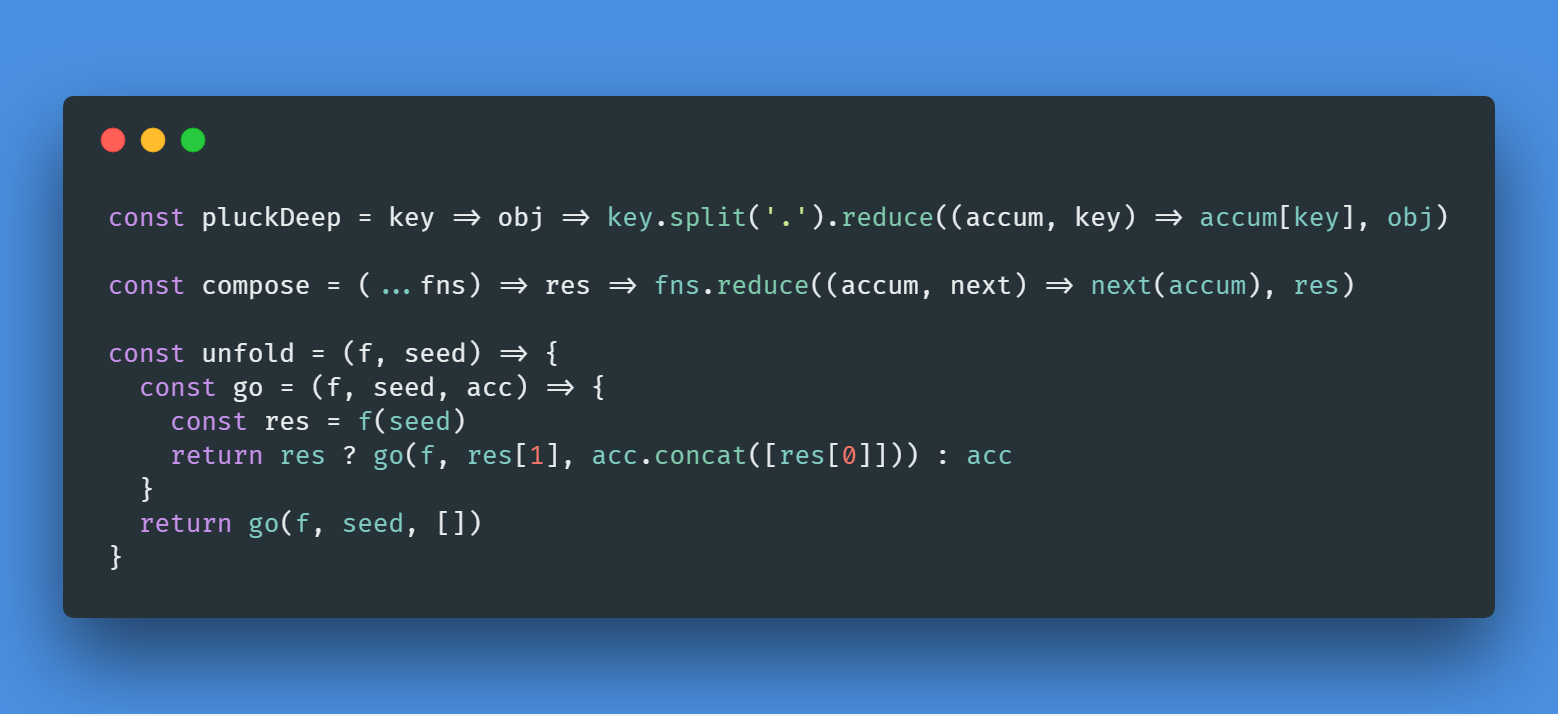 const pluckDeep = key => obj => key.split('.').reduce((accum, key) => accum[key], obj)
const compose = (...fns) => res => fns.reduce((accum, next) => next(accum), res)
const unfold = (f, seed) => {
  const go = (f, seed, acc) => {
    const res = f(seed)
    return res ? go(f, res[1], acc.concat([res[0]])) : acc
  }
  return go(f, seed, [])
}